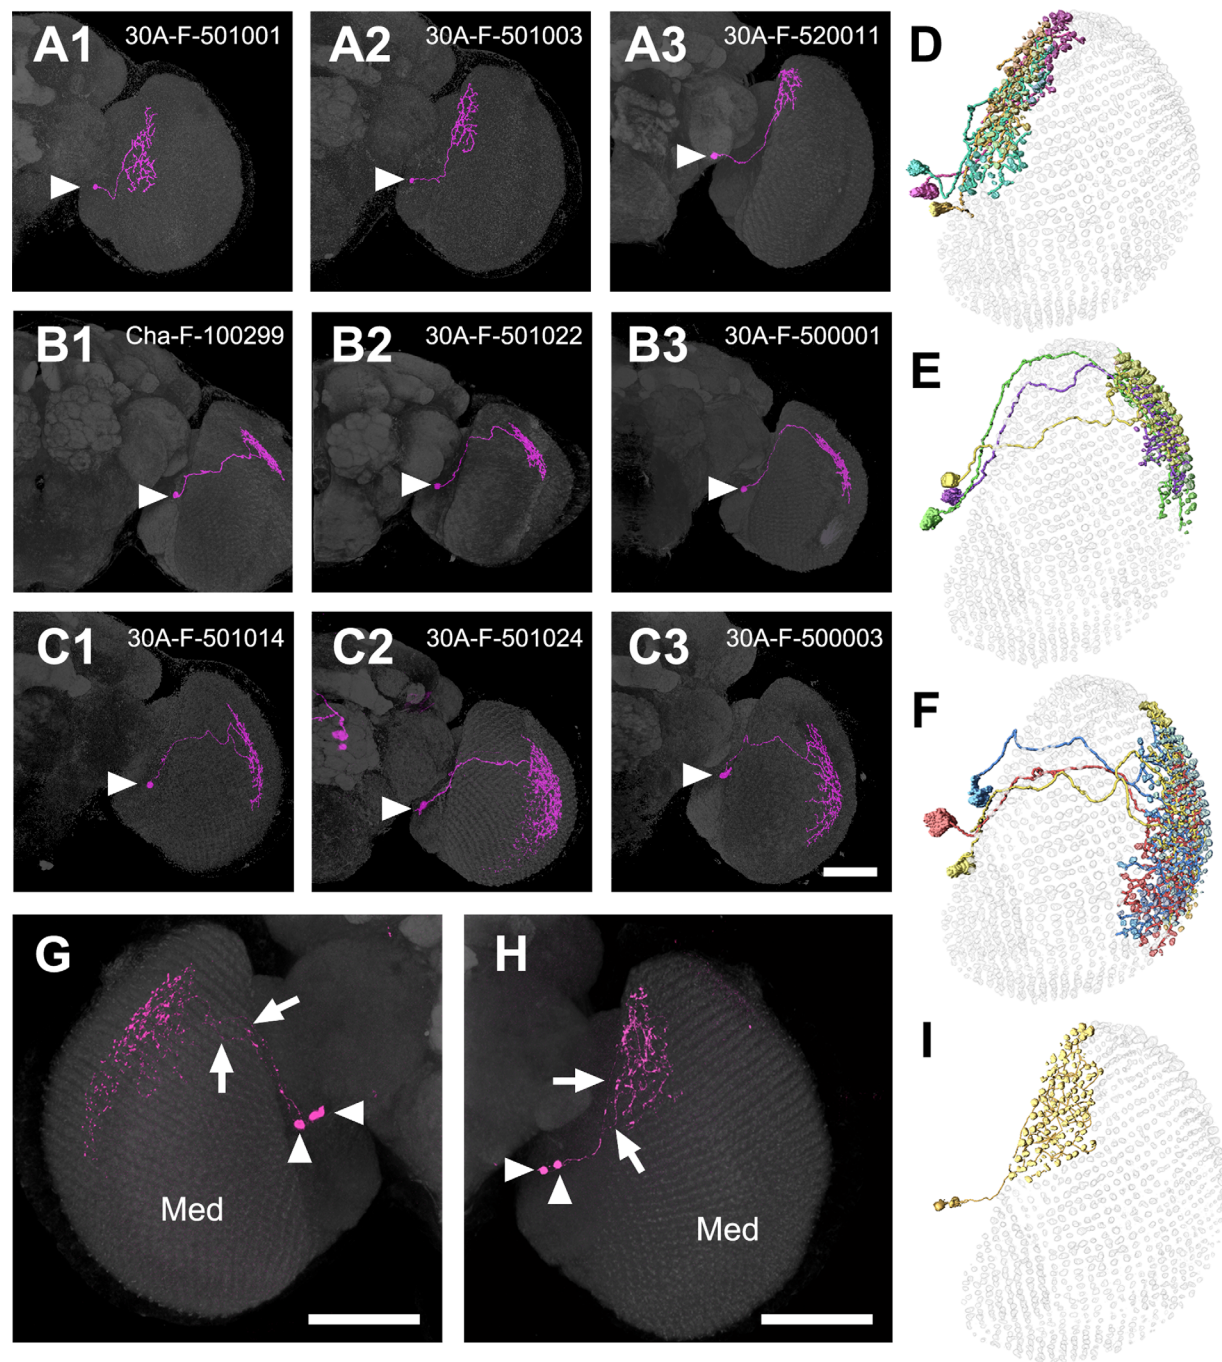 A1 30A-F-501001
A2 30A-F-501003
A3 30A-F-520011
D
B1 Cha-F-100299
B2 30A-F-501022
B3 30A-F-500001
E
C1 30A-F-501014
C2 30A-F-501024
C3 30A-F-500003
F
G
Med
H
Med
I